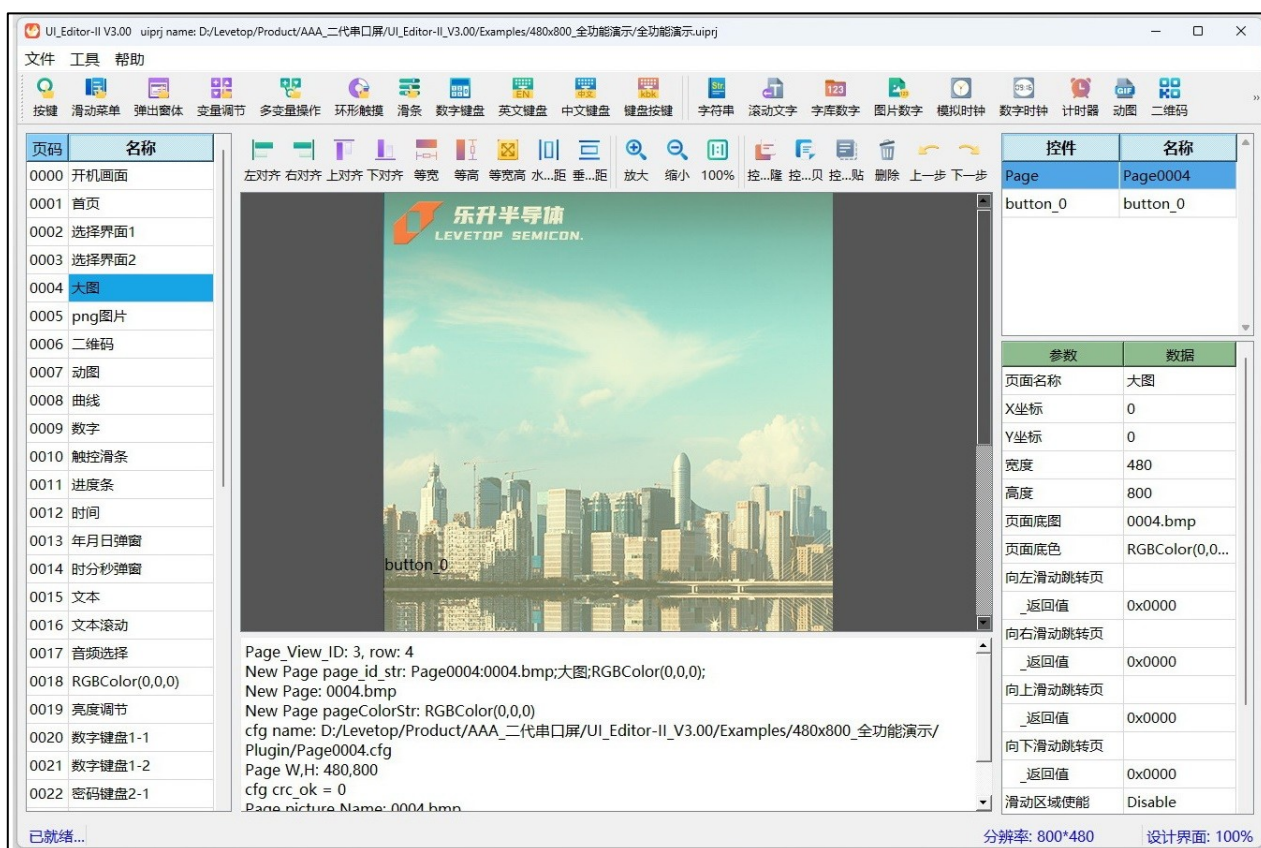 UI_Editor-II V3.00 uiprj name: D:/Levetop/Product/AAA_二代串口屏/UI_Editor-II_V3.00/Examples/480x800_全功能演示/全功能演示.uiprj
文件 工具 帮助
按键 滑动菜单 弹出窗体 变量调节 多变量操作 环形触摸 滑条 数字键盘 英文键盘 中文键盘 键盘按键 字符串 滚动文字 字库数字 图片数字 模拟时钟 数字时钟 计时器 动图 二维码
页码 名称
0000 开机画面
0001 首页
0002 选择界面1
0003 选择界面2
0004 大图
0005 png图片
0006 二维码
0007 动图
0008 曲线
0009 数字
0010 触控滑条
0011 进度条
0012 时间
0013 年月日弹窗
0014 时分秒弹窗
0015 文本
0016 文本滚动
0017 音频选择
0018 RGBColor(0,0,0)
0019 亮度调节
0020 数字键盘1-1
0021 数字键盘1-2
0022 密码键盘2-1
左对齐 右对齐 上对齐 下对齐 等宽 等高 等宽高 水...距 垂...距 放大 缩小 100% 控...隆 控...贝 控...贴 删除 上一步 下一步
乐升半导体
LEVETOP SEMICON.
button_0
Page_View_ID: 3, row: 4
New Page page_id_str: Page0004:0004.bmp;大图;RGBColor(0,0,0);
New Page: 0004.bmp
New Page pageColorStr: RGBColor(0,0,0)
cfg name: D:/Levetop/Product/AAA_二代串口屏/UI_Editor-II_V3.00/Examples/480x800_全功能演示/
Plugin/Page0004.cfg
Page W,H: 480,800
cfg crc_ok = 0
Page picture Name: 0004.bmp
控件 名称
Page Page0004
button_0 button_0
参数 数据
页面名称 大图
X坐标 0
Y坐标 0
宽度 480
高度 800
页面底图 0004.bmp
页面底色 RGBColor(0,0...
向左滑动跳转页
_返回值 0x0000
向右滑动跳转页
_返回值 0x0000
向上滑动跳转页
_返回值 0x0000
向下滑动跳转页
_返回值 0x0000
滑动区域使能 Disable
已就绪... 分辨率: 800*480 设计界面: 100%